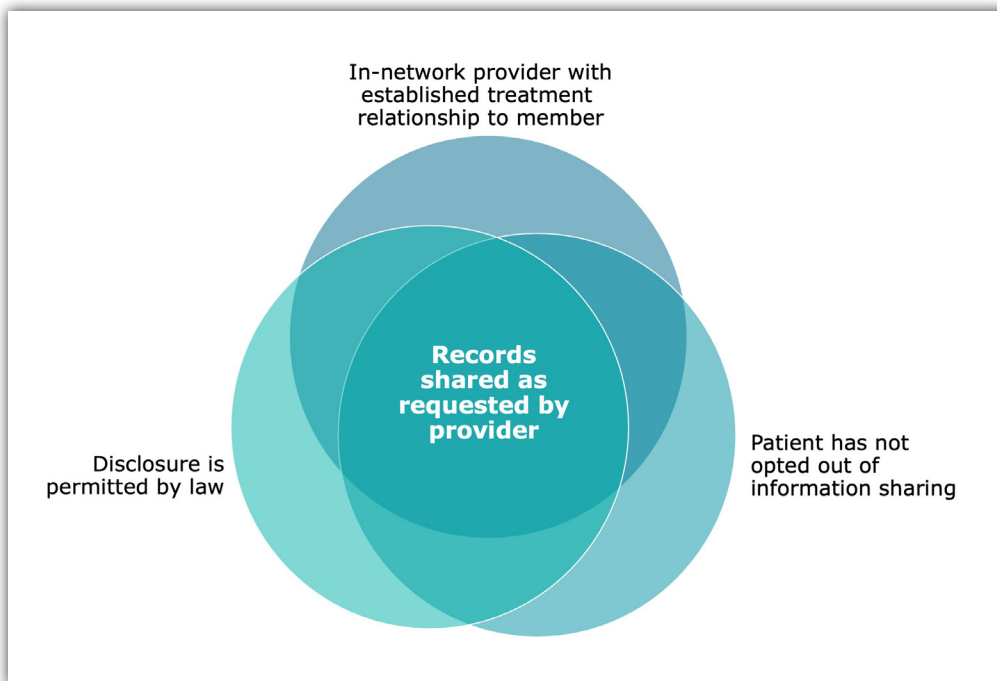 In-network provider with
established treatment
relationship to member
Records
shared as
requested by
provider
Disclosure is
permitted by law
Patient has not
opted out of
information sharing